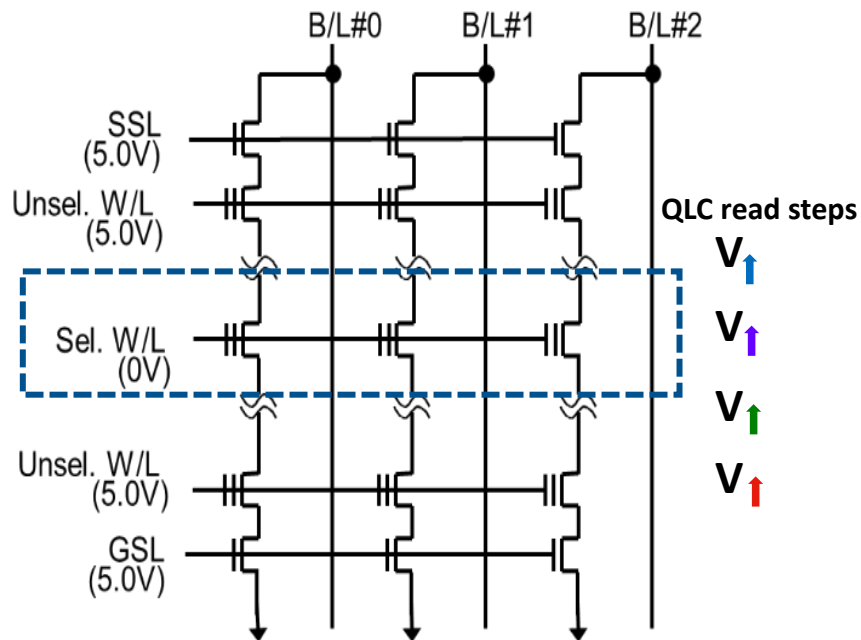 B/L#0 B/L#1 B/L#2
SSL
(5.0V)
Unsel. W/L
(5.0V)
QLC read steps
V
V
Sel. W/L
(0V)
V
Unsel. W/L
(5.0V)
V
GSL
(5.0V)